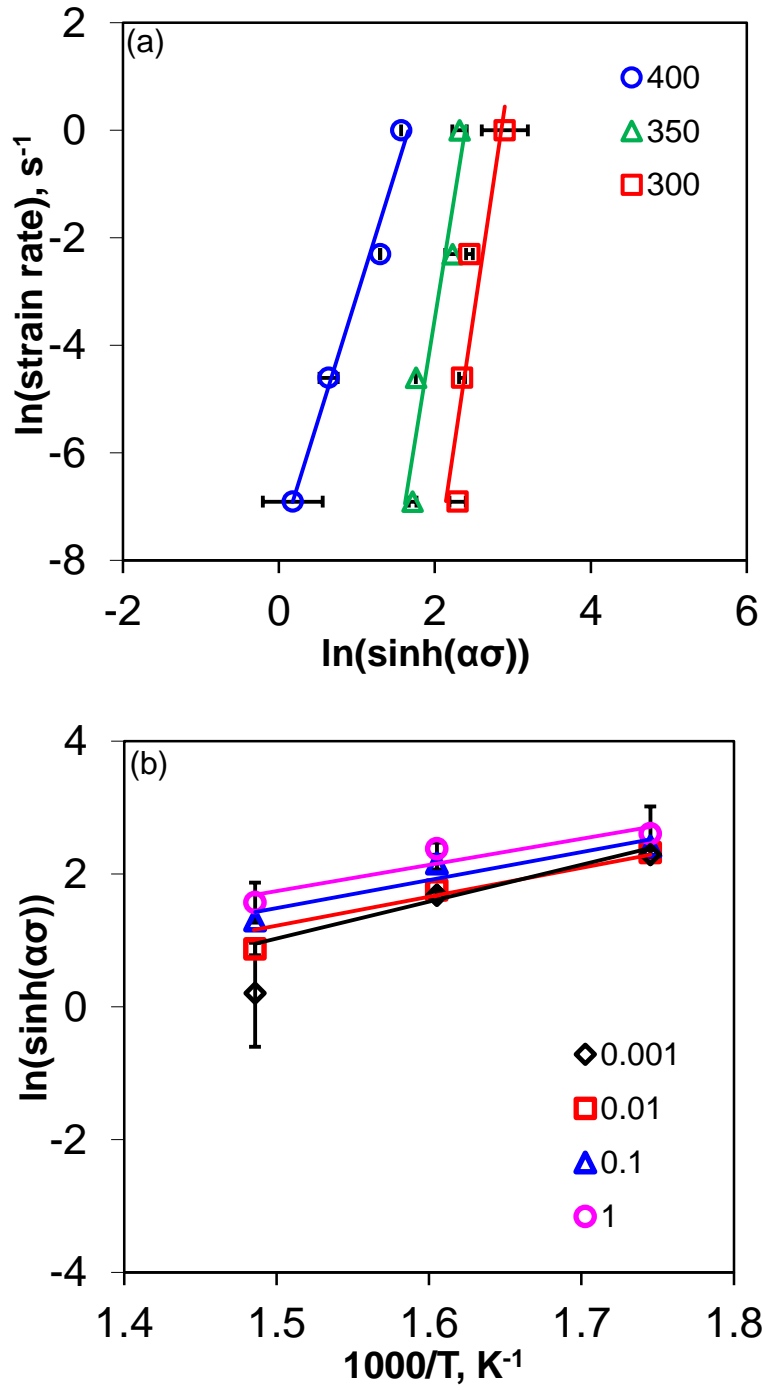 (a)
2
0
-2
-4
-6
-8
ln(strain rate), s⁻¹
400
350
300
-2 0 2 4 6
ln(sinh(ασ))
(b)
4
2
0
-2
-4
ln(sinh(ασ))
0.001
0.01
0.1
1
1.4 1.5 1.6 1.7 1.8
1000/T, K⁻¹